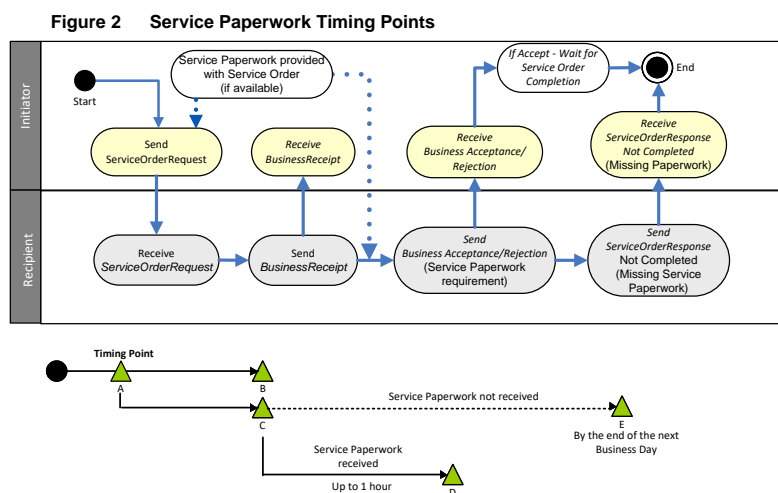 Figure 2 Service Paperwork Timing Points
Initiator
Start
Service Paperwork provided
with Service Order
(if available)
If Accept - Wait for
Service Order
Completion
End
Send
ServiceOrderRequest
Receive
BusinessReceipt
Receive
Business Acceptance/
Rejection
Receive
ServiceOrderResponse
Not Completed
(Missing Paperwork)
Recipient
Receive
ServiceOrderRequest
Send
BusinessReceipt
Send
Business Acceptance/Rejection
(Service Paperwork
requirement)
Send
ServiceOrderResponse
Not Completed
(Missing Service
Paperwork)
Timing Point
A
B
C
Service Paperwork not received
E
By the end of the next
Business Day
Service Paperwork
received
Up to 1 hour
D